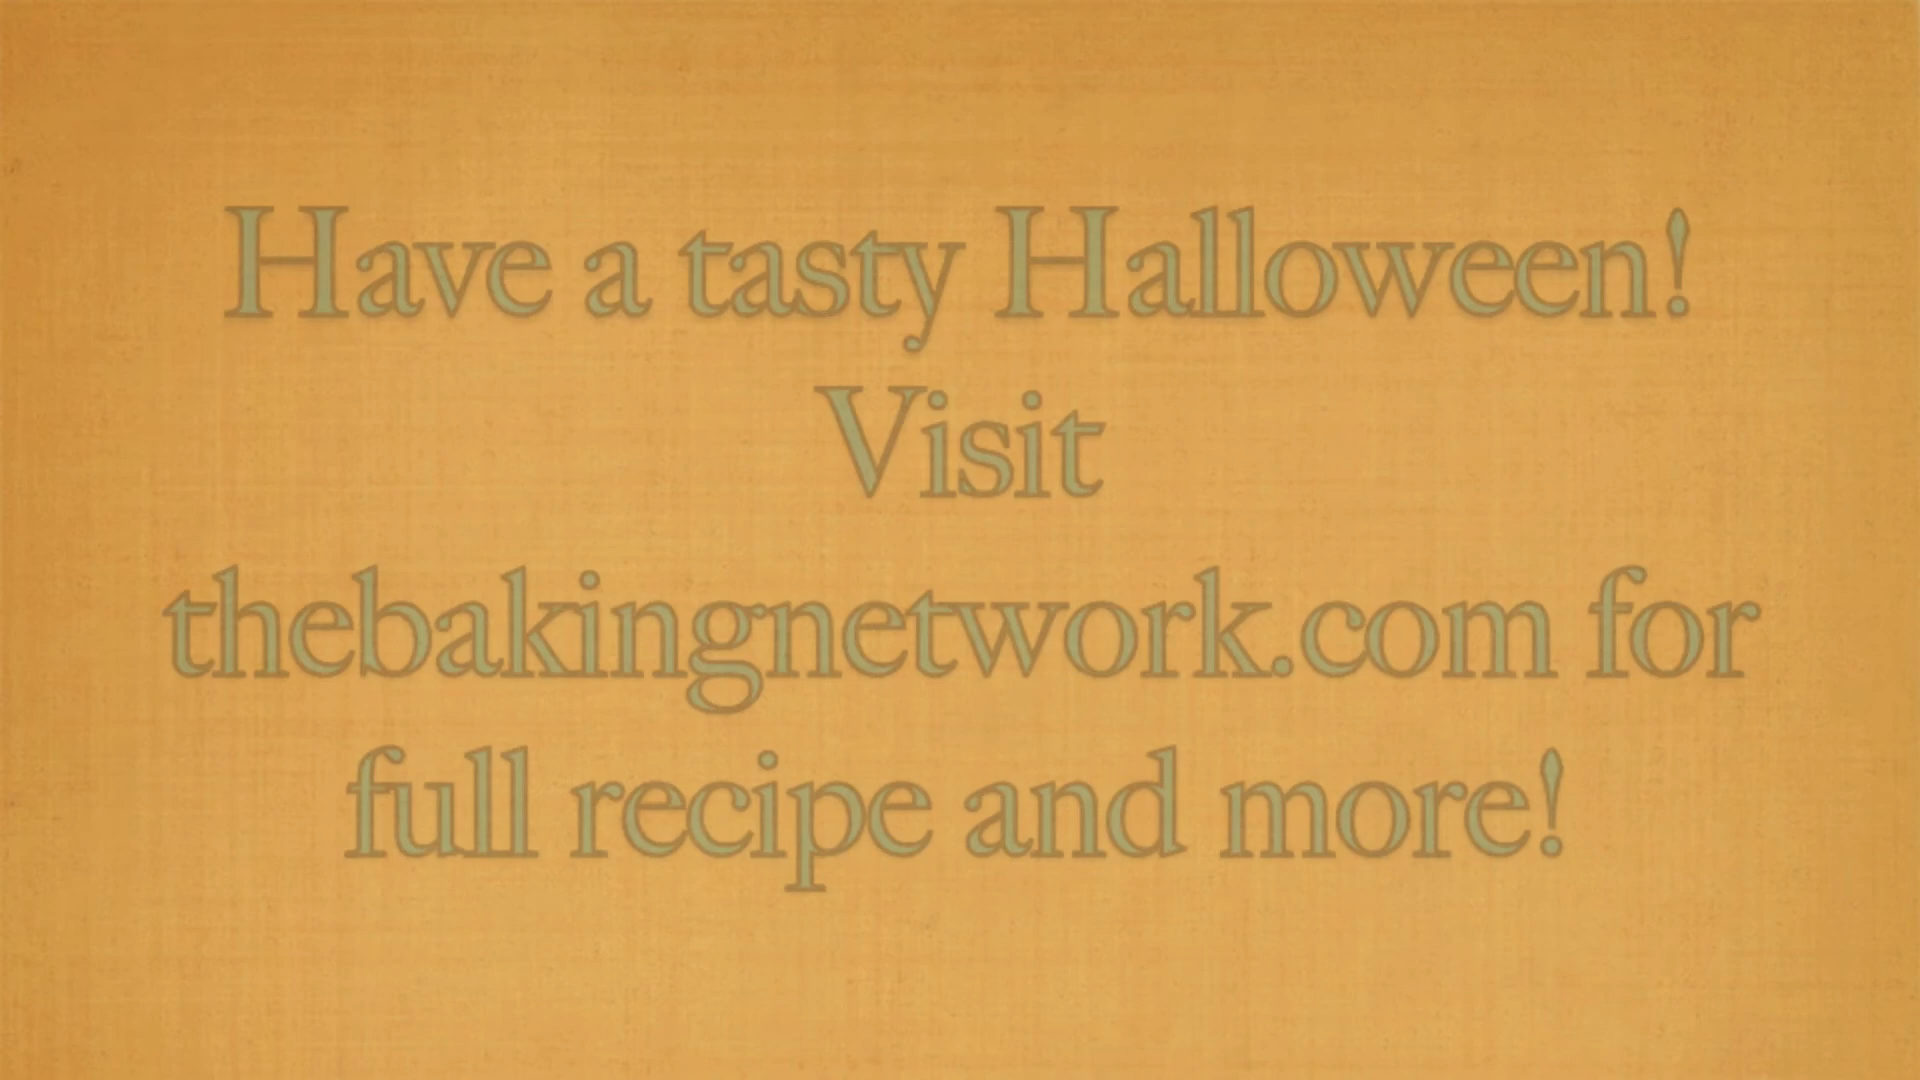 Have a tasty Halloween!
Visit
thebakingnetwork.com for
full recipe and more!